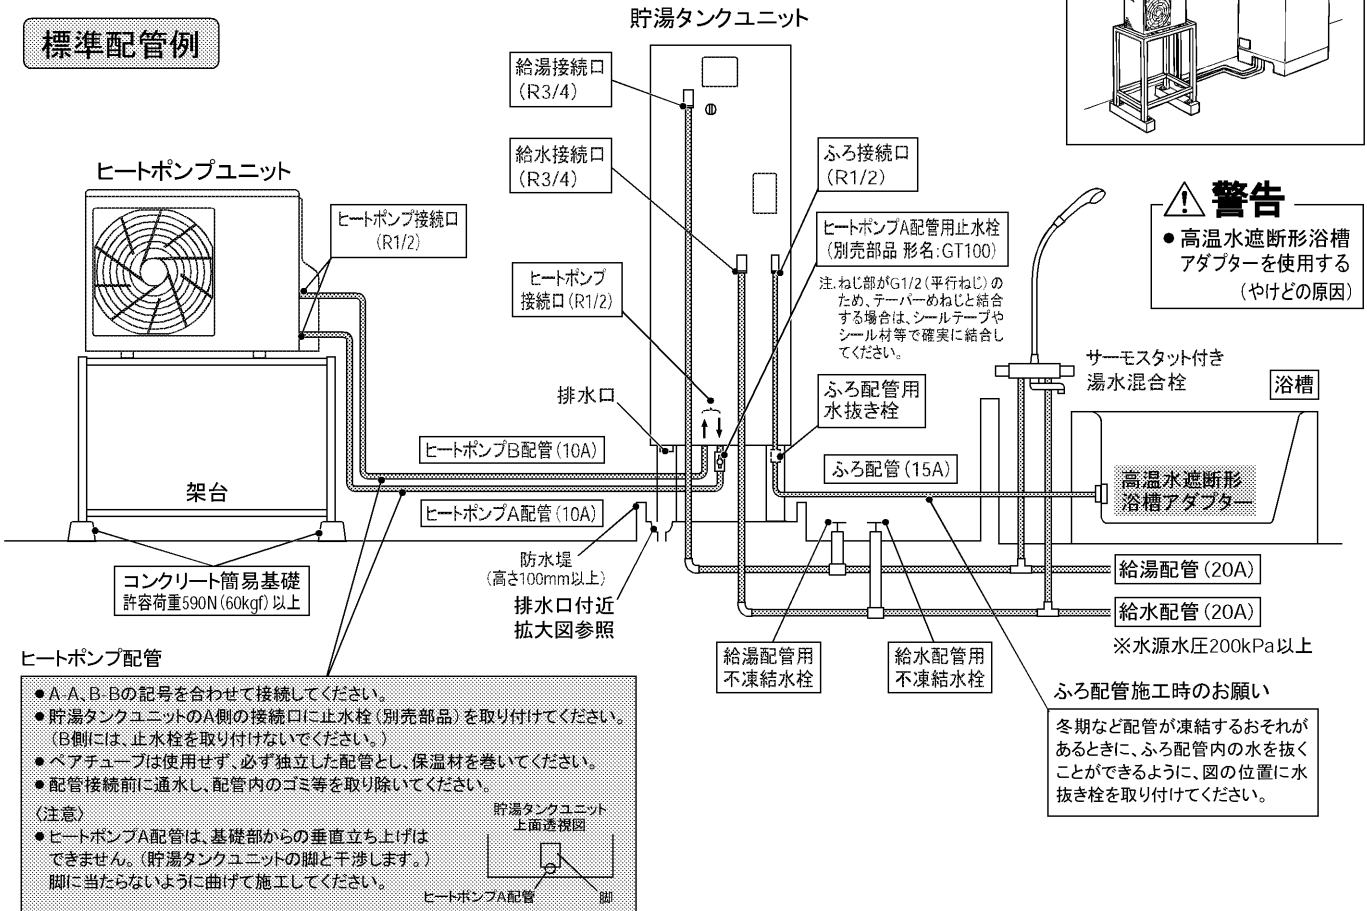 標準配管例
貯湯タンクユニット
給湯接続口
(R3/4)
給水接続口
(R3/4)
ふろ接続口
(R1/2)
ヒートポンプユニット
ヒートポンプ接続口
(R1/2)
ヒートポンプ
接続口(R1/2)
ヒートポンプA配管用止水栓
(別売部品 形名:GT100)
注.ねじ部がG1/2(平行ねじ)の
ため、テーパーめねじと結合
する場合は、シールテープや
シール材等で確実に結合し
てください。
警告
●高温水遮断形浴槽
アダプターを使用する
(やけどの原因)
サーモスタット付き
湯水混合栓
浴槽
排水口
ふろ配管用
水抜き栓
ヒートポンプB配管(10A)
ふろ配管(15A)
高温水遮断形
浴槽アダプター
架台
ヒートポンプA配管(10A)
防水堤
(高さ100mm以上)
排水口付近
拡大図参照
コンクリート簡易基礎
許容荷重590N(60kgf)以上
給湯配管(20A)
給水配管(20A)
※水源水圧200kPa以上
給湯配管用
不凍結水栓
給水配管用
不凍結水栓
ヒートポンプ配管
●A-A、B-Bの記号を合わせて接続してください。
●貯湯タンクユニットのA側の接続口に止水栓(別売部品)を取り付けてください。
(B側には、止水栓を取り付けないでください。)
●ペアチューブは使用せず、必ず独立した配管とし、保温材を巻いてください。
●配管接続前に通水し、配管内のゴミ等を取り除いてください。
〈注意〉
●ヒートポンプA配管は、基礎部からの垂直立ち上げは
できません。(貯湯タンクユニットの脚と干渉します。)
脚に当たらないように曲げて施工してください。
貯湯タンクユニット
上面透視図
ヒートポンプA配管
脚
ふろ配管施工時のお願い
冬期など配管が凍結するおそれが
あるときに、ふろ配管内の水を抜く
ことができるように、図の位置に水
抜き栓を取り付けてください。